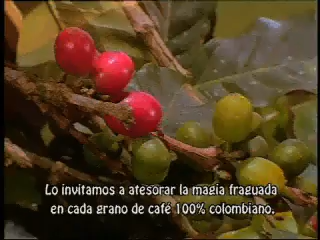 Lo invitamos a atesorar la magia fraguada
en cada grano de café 100% colombiano.